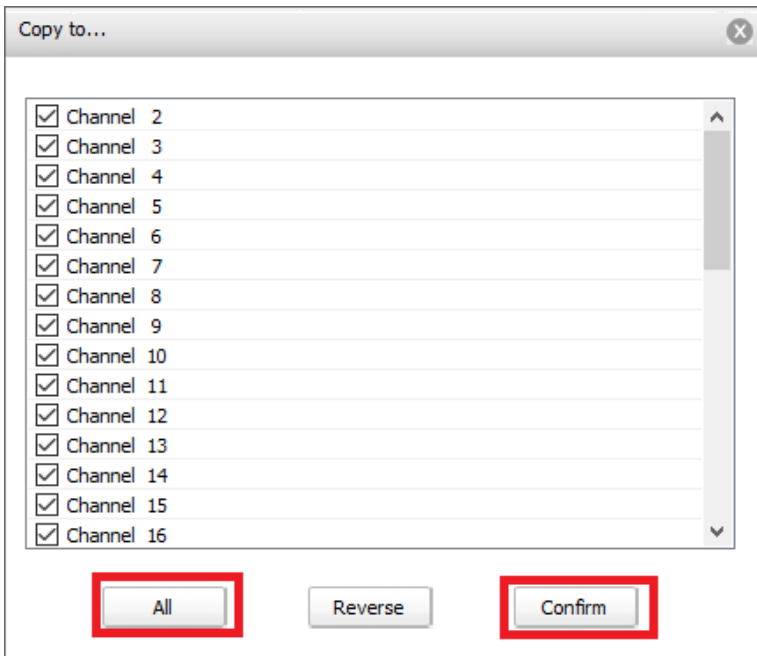 Copy to...
Channel 2
Channel 3
Channel 4
Channel 5
Channel 6
Channel 7
Channel 8
Channel 9
Channel 10
Channel 11
Channel 12
Channel 13
Channel 14
Channel 15
Channel 16
All Reverse Confirm